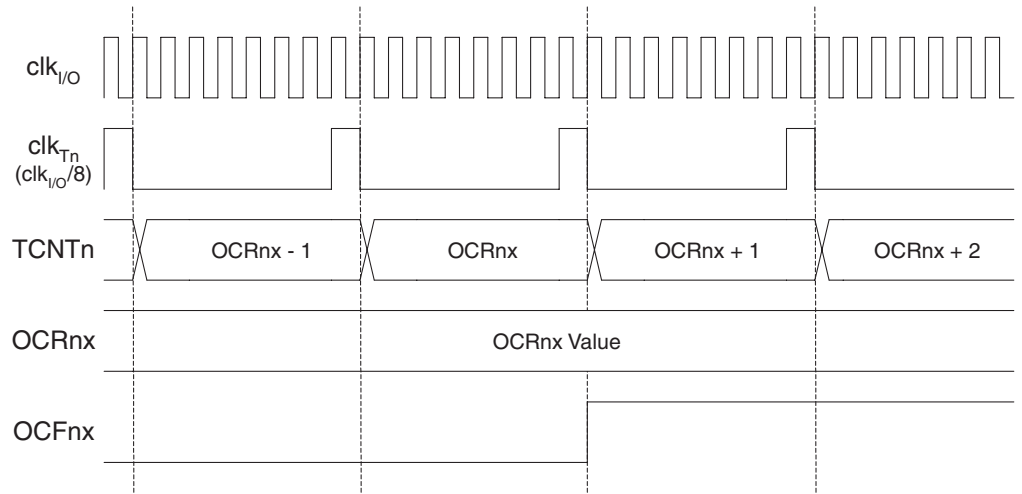 clkI/O
clkTn
(clkI/O/8)
TCNTn
OCRnx - 1
OCRnx
OCRnx + 1
OCRnx + 2
OCRnx
OCRnx Value
OCFnx